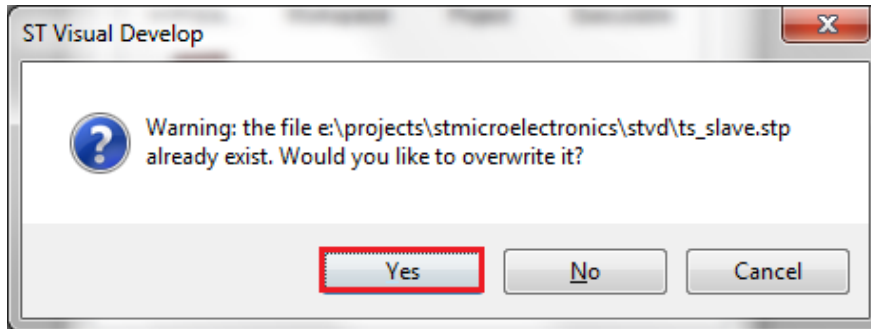 ST Visual Develop
Warning: the file e:\projects\stmicroelectronics\stvd\ts_slave.stp
already exist. Would you like to overwrite it?
Yes
No
Cancel